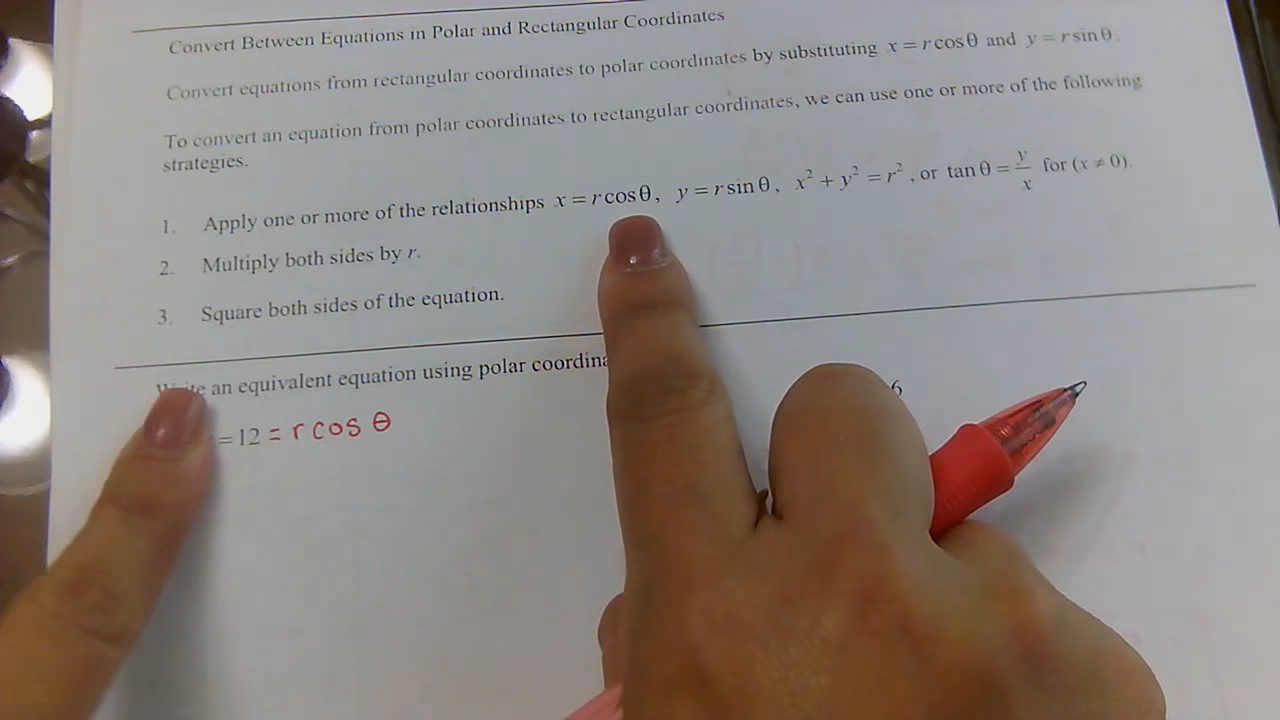 Convert Between Equations in Polar and Rectangular Coordinates
Convert equations from rectangular coordinates to polar coordinates by substituting x = r cos θ and y = r sin θ.
To convert an equation from polar coordinates to rectangular coordinates, we can use one or more of the following
strategies.
1. Apply one or more of the relationships x = r cos θ, y = r sin θ, x² + y² = r², or tan θ = y/x for (x ≠ 0).
2. Multiply both sides by r.
3. Square both sides of the equation.
Write an equivalent equation using polar
= 12 = r cos θ
6